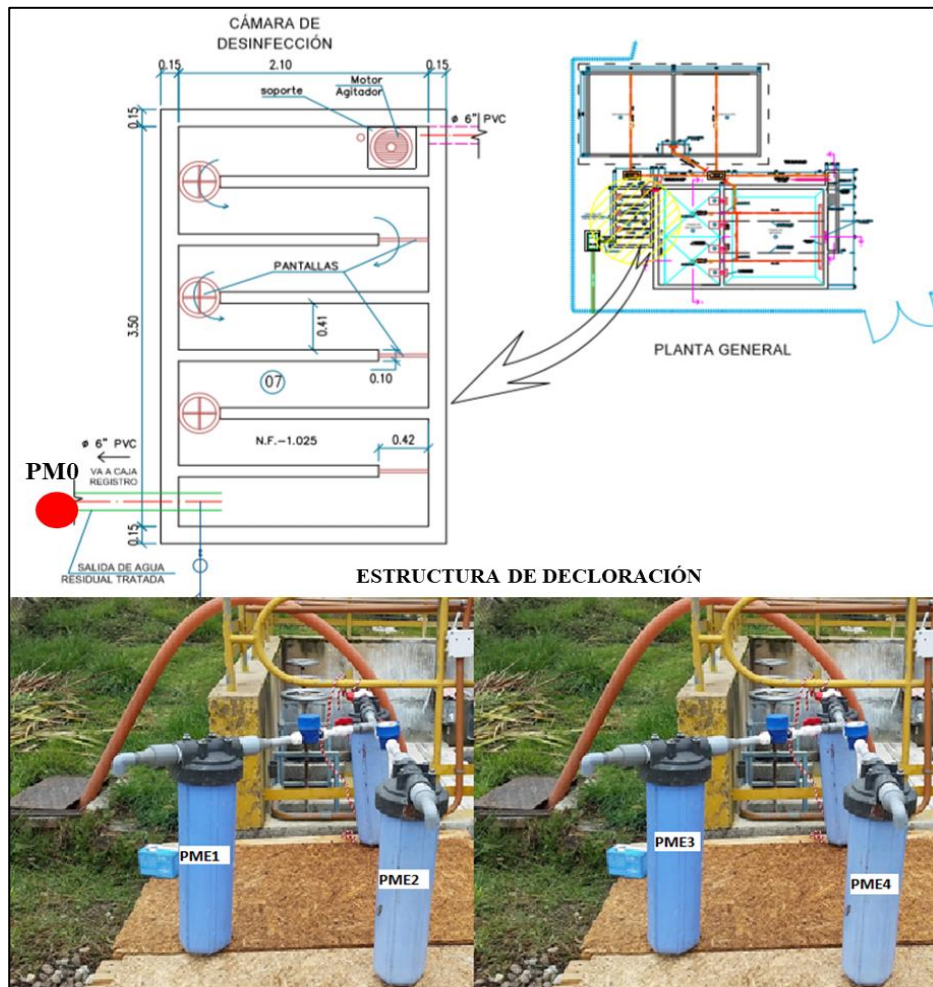 CÁMARA DE
DESINFECCIÓN
0.15
2.10
0.15
soporte
Motor
Agitador
0.15
ø 6" PVC
PANTALLAS
3.50
0.41
0.10
07
N.F.-1.025
0.42
ø 6" PVC
PM0
VA A CAJA
REGISTRO
0.15
SALIDA DE AGUA
RESIDUAL TRATADA
PLANTA GENERAL
ESTRUCTURA DE DECLORACIÓN
PME1
PME2
PME3
PME4